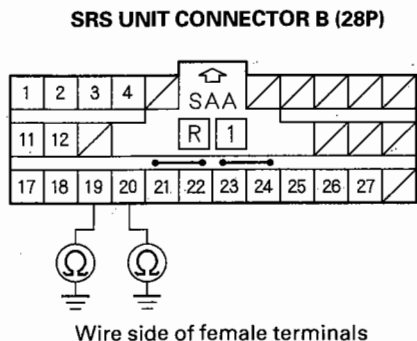 SRS UNIT CONNECTOR B (28P)
1 2 3 4
SAA
11 12 R 1
17 18 19 20 21 22 23 24 25 26 27
Ω Ω
Wire side of female terminals